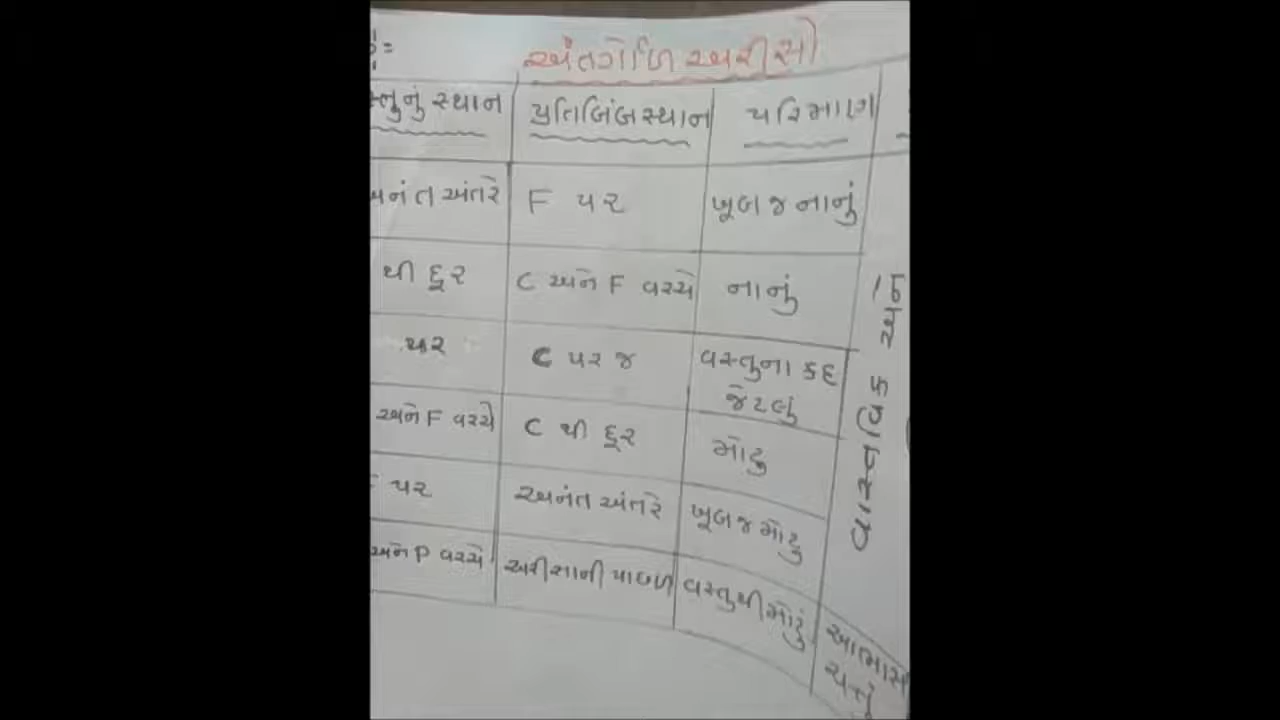 અંતર્ગોળ અરીસો
સ્તુનું સ્થાન પ્રતિબિંબસ્થાન પરિમાણ
નંત અંતરે F પર ખૂબ જ નાનું
થી દૂર C અને F વચ્ચે નાનું
પર C પર જ વસ્તુના કદ
જેટલું
અને F વચ્ચે C થી દૂર મોટુ
પર અનંત અંતરે ખૂબ જ મોટુ
અને P વચ્ચે અરીસાની પાછળ વસ્તુથી મોટું
વાસ્તવિક અને
આભાસ
ચત્તું